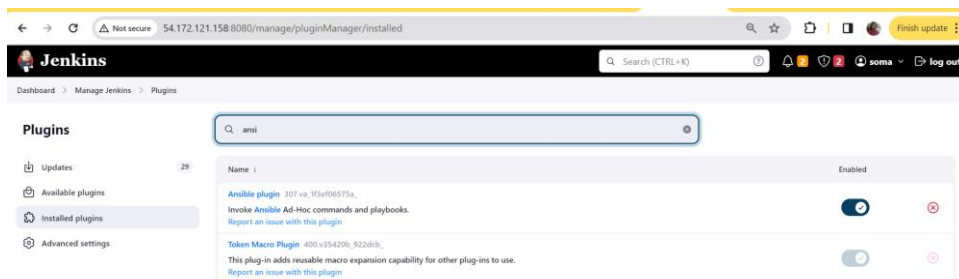 Not secure 54.172.121.158:8080/manage/pluginManager/installed Finish update
Jenkins Search (CTRL+K) 2 2 soma log out
Dashboard > Manage Jenkins > Plugins
Plugins
ansi
Updates 29
Available plugins
Installed plugins
Advanced settings
Name ↓ Enabled
Ansible plugin 307.va_1f3ef06575a_
Invoke Ansible Ad-Hoc commands and playbooks.
Report an issue with this plugin
Token Macro Plugin 400.v35420b_922dcb_
This plug-in adds reusable macro expansion capability for other plug-ins to use.
Report an issue with this plugin